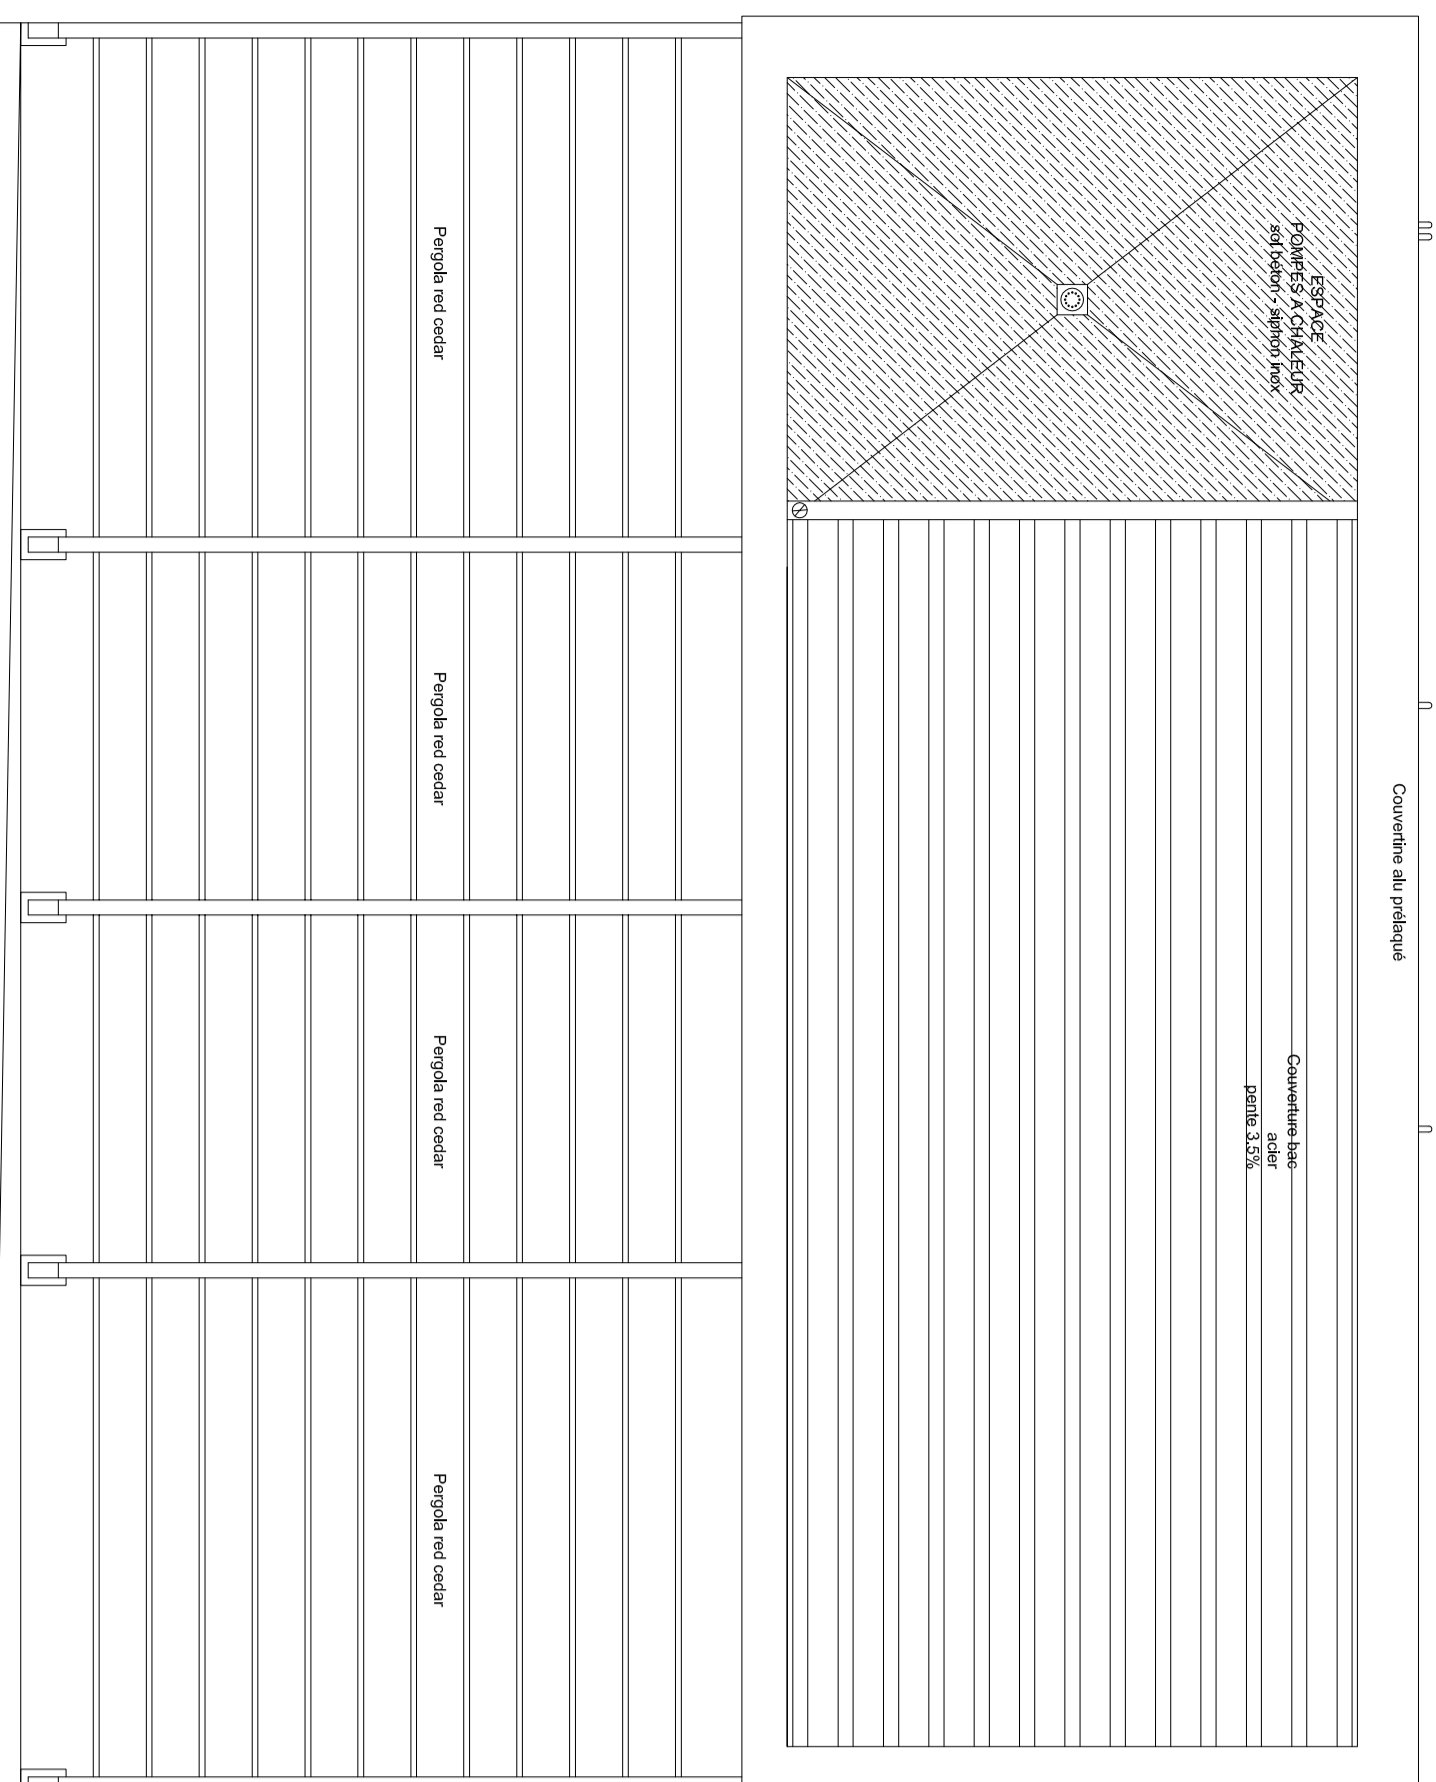 Couvertine alu prélaqué
ESPACE
POMPES A CHALEUR
sol béton - siphon inox
Couverture bac
acier
pente 3.5%
Pergola red cedar
Pergola red cedar
Pergola red cedar
Pergola red cedar